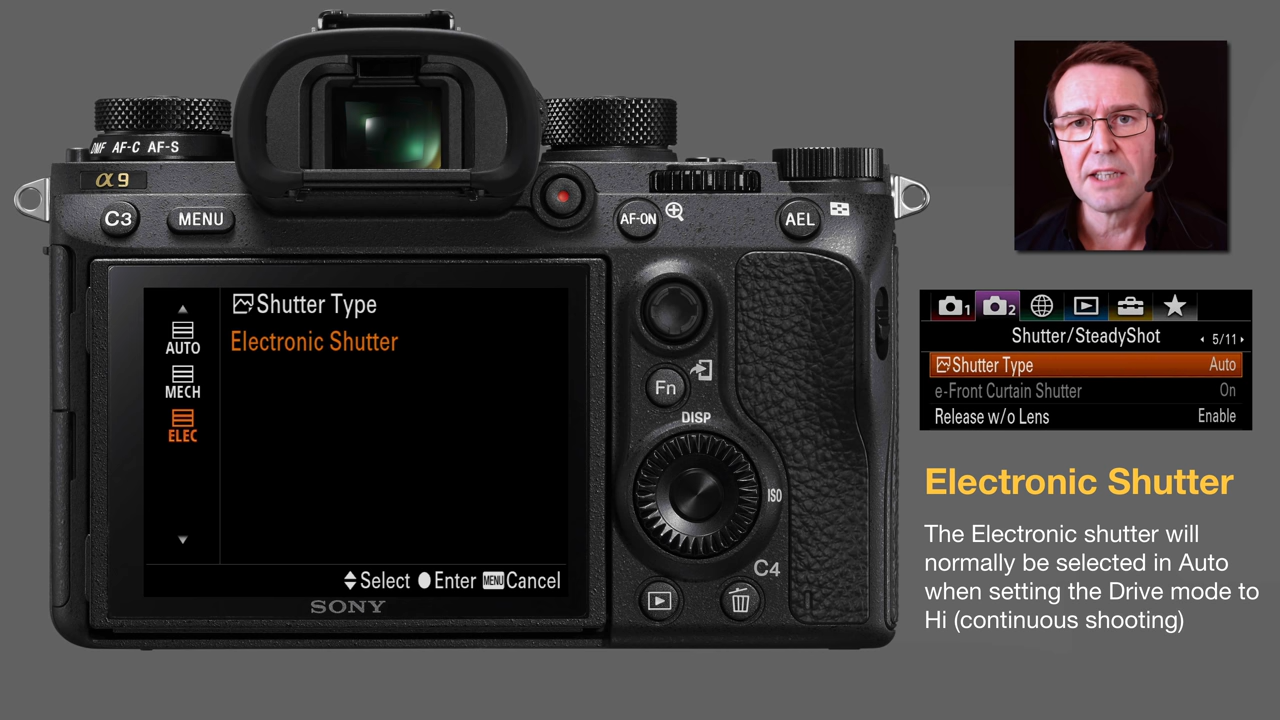 DMF AF-C AF-S
α9
C3
MENU
AF-ON
AEL
Shutter Type
Electronic Shutter
AUTO
MECH
ELEC
Select Enter MENU Cancel
SONY
Fn
DISP
ISO
C4
1 2
Shutter/SteadyShot 5/11
Shutter Type Auto
e-Front Curtain Shutter On
Release w/o Lens Enable
Electronic Shutter
The Electronic shutter will
normally be selected in Auto
when setting the Drive mode to
Hi (continuous shooting)